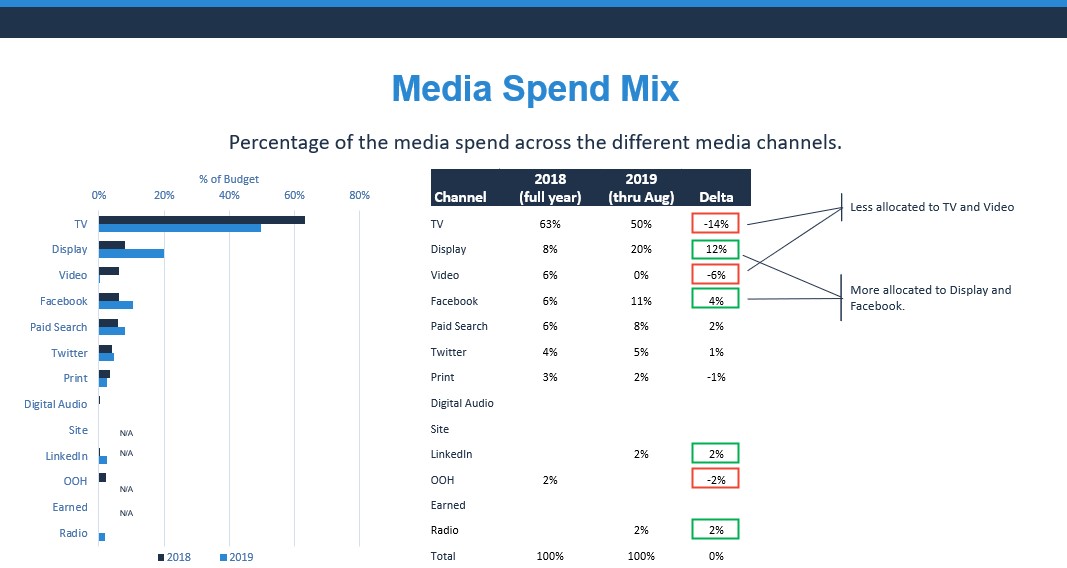 Media Spend Mix
Percentage of the media spend across the different media channels.
% of Budget
0% 20% 40% 60% 80%
TV
Display
Video
Facebook
Paid Search
Twitter
Print
Digital Audio
Site N/A
LinkedIn N/A
OOH
N/A
Earned N/A
Radio
2018 2019
Channel 2018 (full year) 2019 (thru Aug) Delta
TV 63% 50% -14%
Display 8% 20% 12%
Video 6% 0% -6%
Facebook 6% 11% 4%
Paid Search 6% 8% 2%
Twitter 4% 5% 1%
Print 3% 2% -1%
Digital Audio
Site
LinkedIn 2% 2%
OOH 2% -2%
Earned
Radio 2% 2%
Total 100% 100% 0%
Less allocated to TV and Video
More allocated to Display and
Facebook.